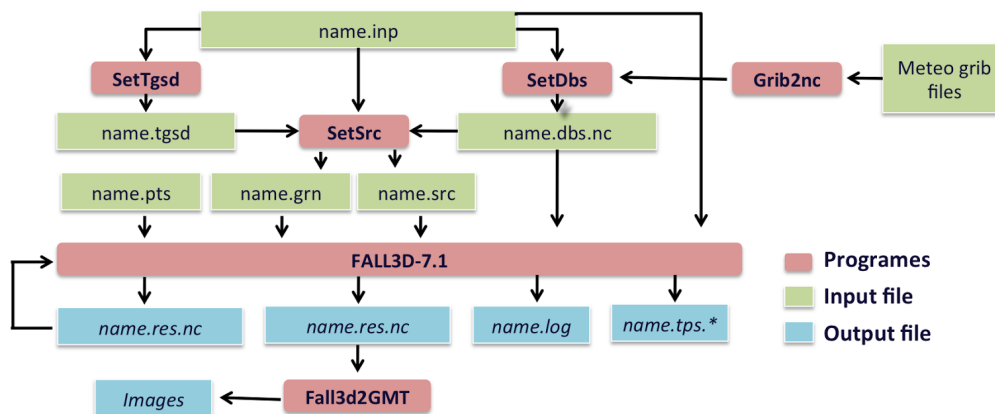 name.inp
SetTgsd
SetDbs
Grib2nc
Meteo grib
files
name.tgsd
SetSrc
name.dbs.nc
name.pts
name.grn
name.src
FALL3D-7.1
Programes
Input file
Output file
name.res.nc
name.res.nc
name.log
name.tps.*
Images
Fall3d2GMT